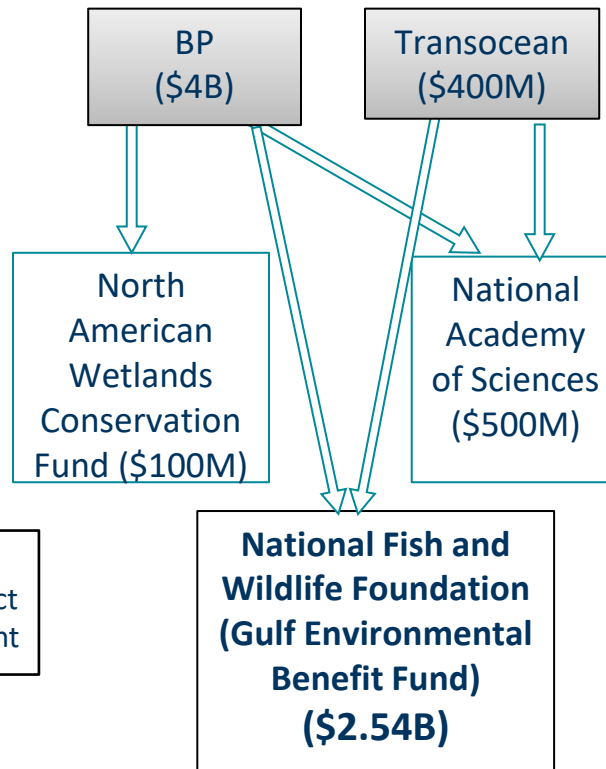 BP
($4B)
Transocean
($400M)
North
American
Wetlands
Conservation
Fund ($100M)
National
Academy
of Sciences
($500M)
National Fish and
Wildlife Foundation
(Gulf Environmental
Benefit Fund)
($2.54B)